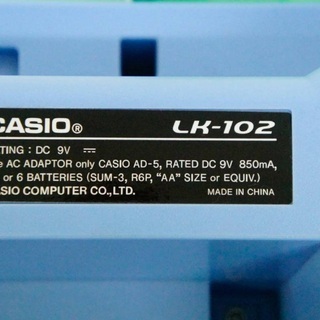 CASIO® LK-102
TING : DC 9V ⎓
e AC ADAPTOR only CASIO AD-5, RATED DC 9V 850mA,
or 6 BATTERIES (SUM-3, R6P, “AA” SIZE or EQUIV.)
SIO COMPUTER CO.,LTD. MADE IN CHINA